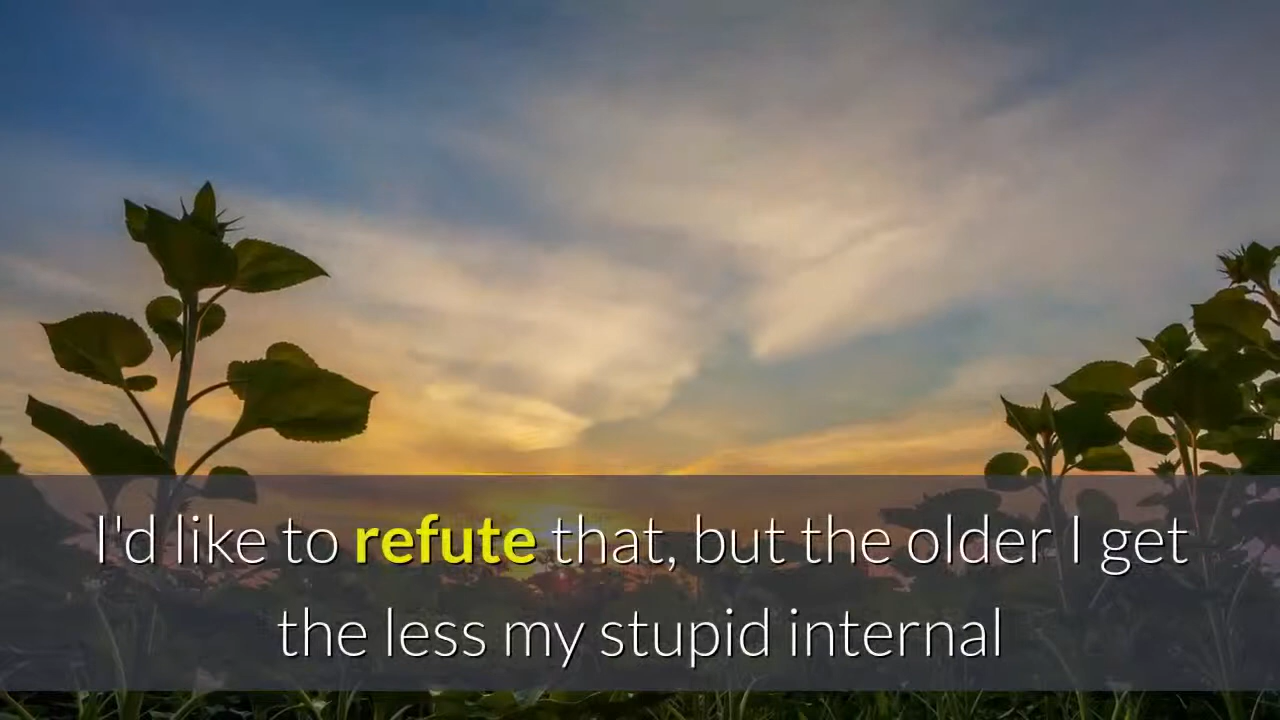 I'd like to refute that, but the older I get
the less my stupid internal